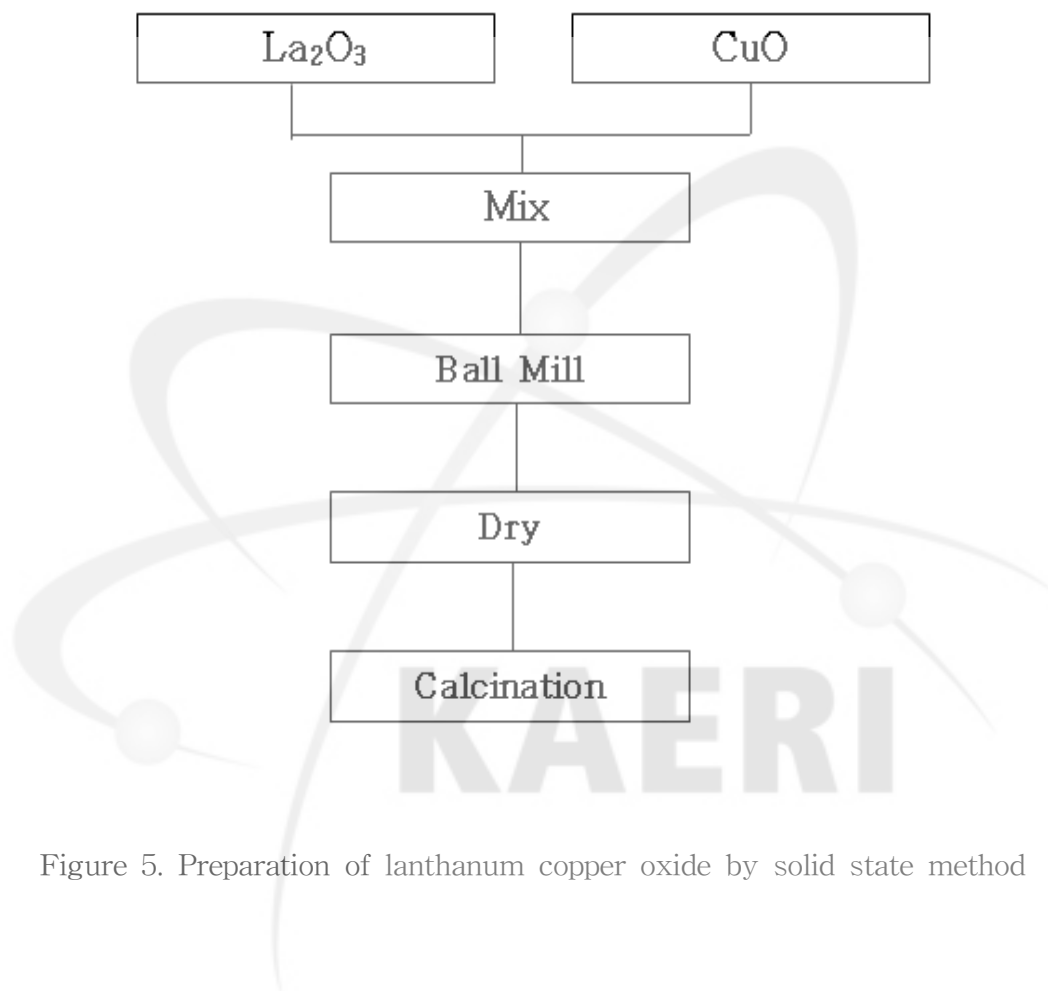 La₂O₃
CuO
Mix
Ball Mill
Dry
Calcination
KAERI
Figure 5. Preparation of lanthanum copper oxide by solid state method